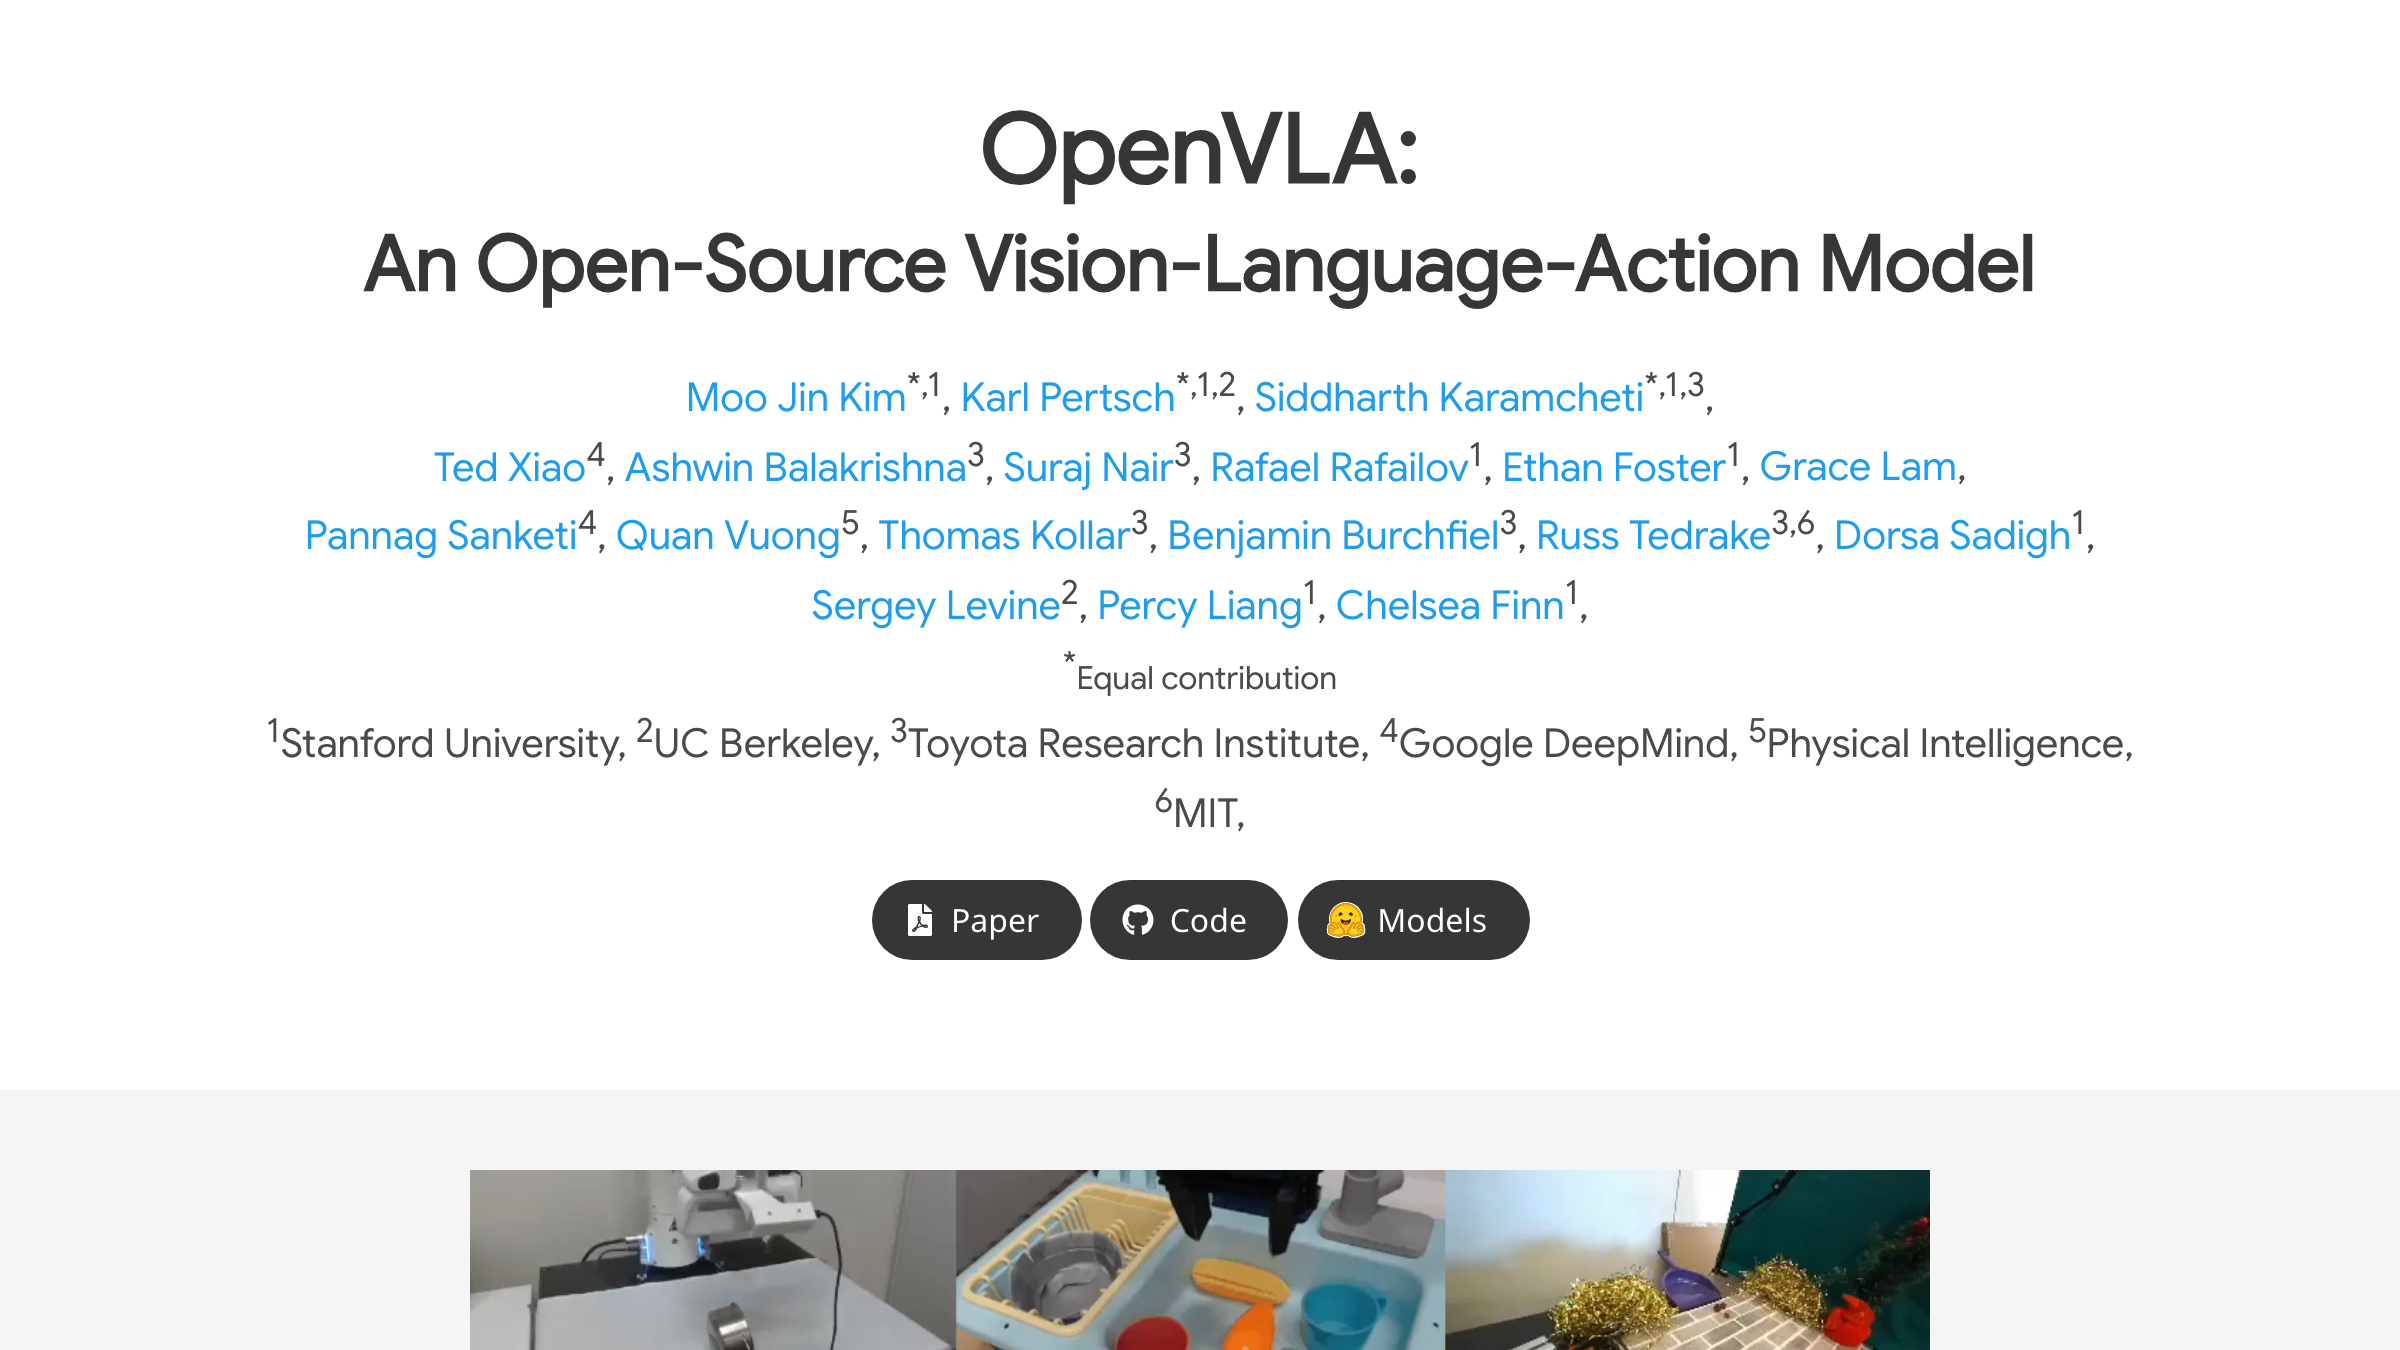 OpenVLA:
An Open-Source Vision-Language-Action Model
Moo Jin Kim*,1, Karl Pertsch*,1,2, Siddharth Karamcheti*,1,3,
Ted Xiao4, Ashwin Balakrishna3, Suraj Nair3, Rafael Rafailov1, Ethan Foster1, Grace Lam,
Pannag Sanketi4, Quan Vuong5, Thomas Kollar3, Benjamin Burchfiel3, Russ Tedrake3,6, Dorsa Sadigh1,
Sergey Levine2, Percy Liang1, Chelsea Finn1,
*Equal contribution
1Stanford University, 2UC Berkeley, 3Toyota Research Institute, 4Google DeepMind, 5Physical Intelligence,
6MIT,
Paper Code Models